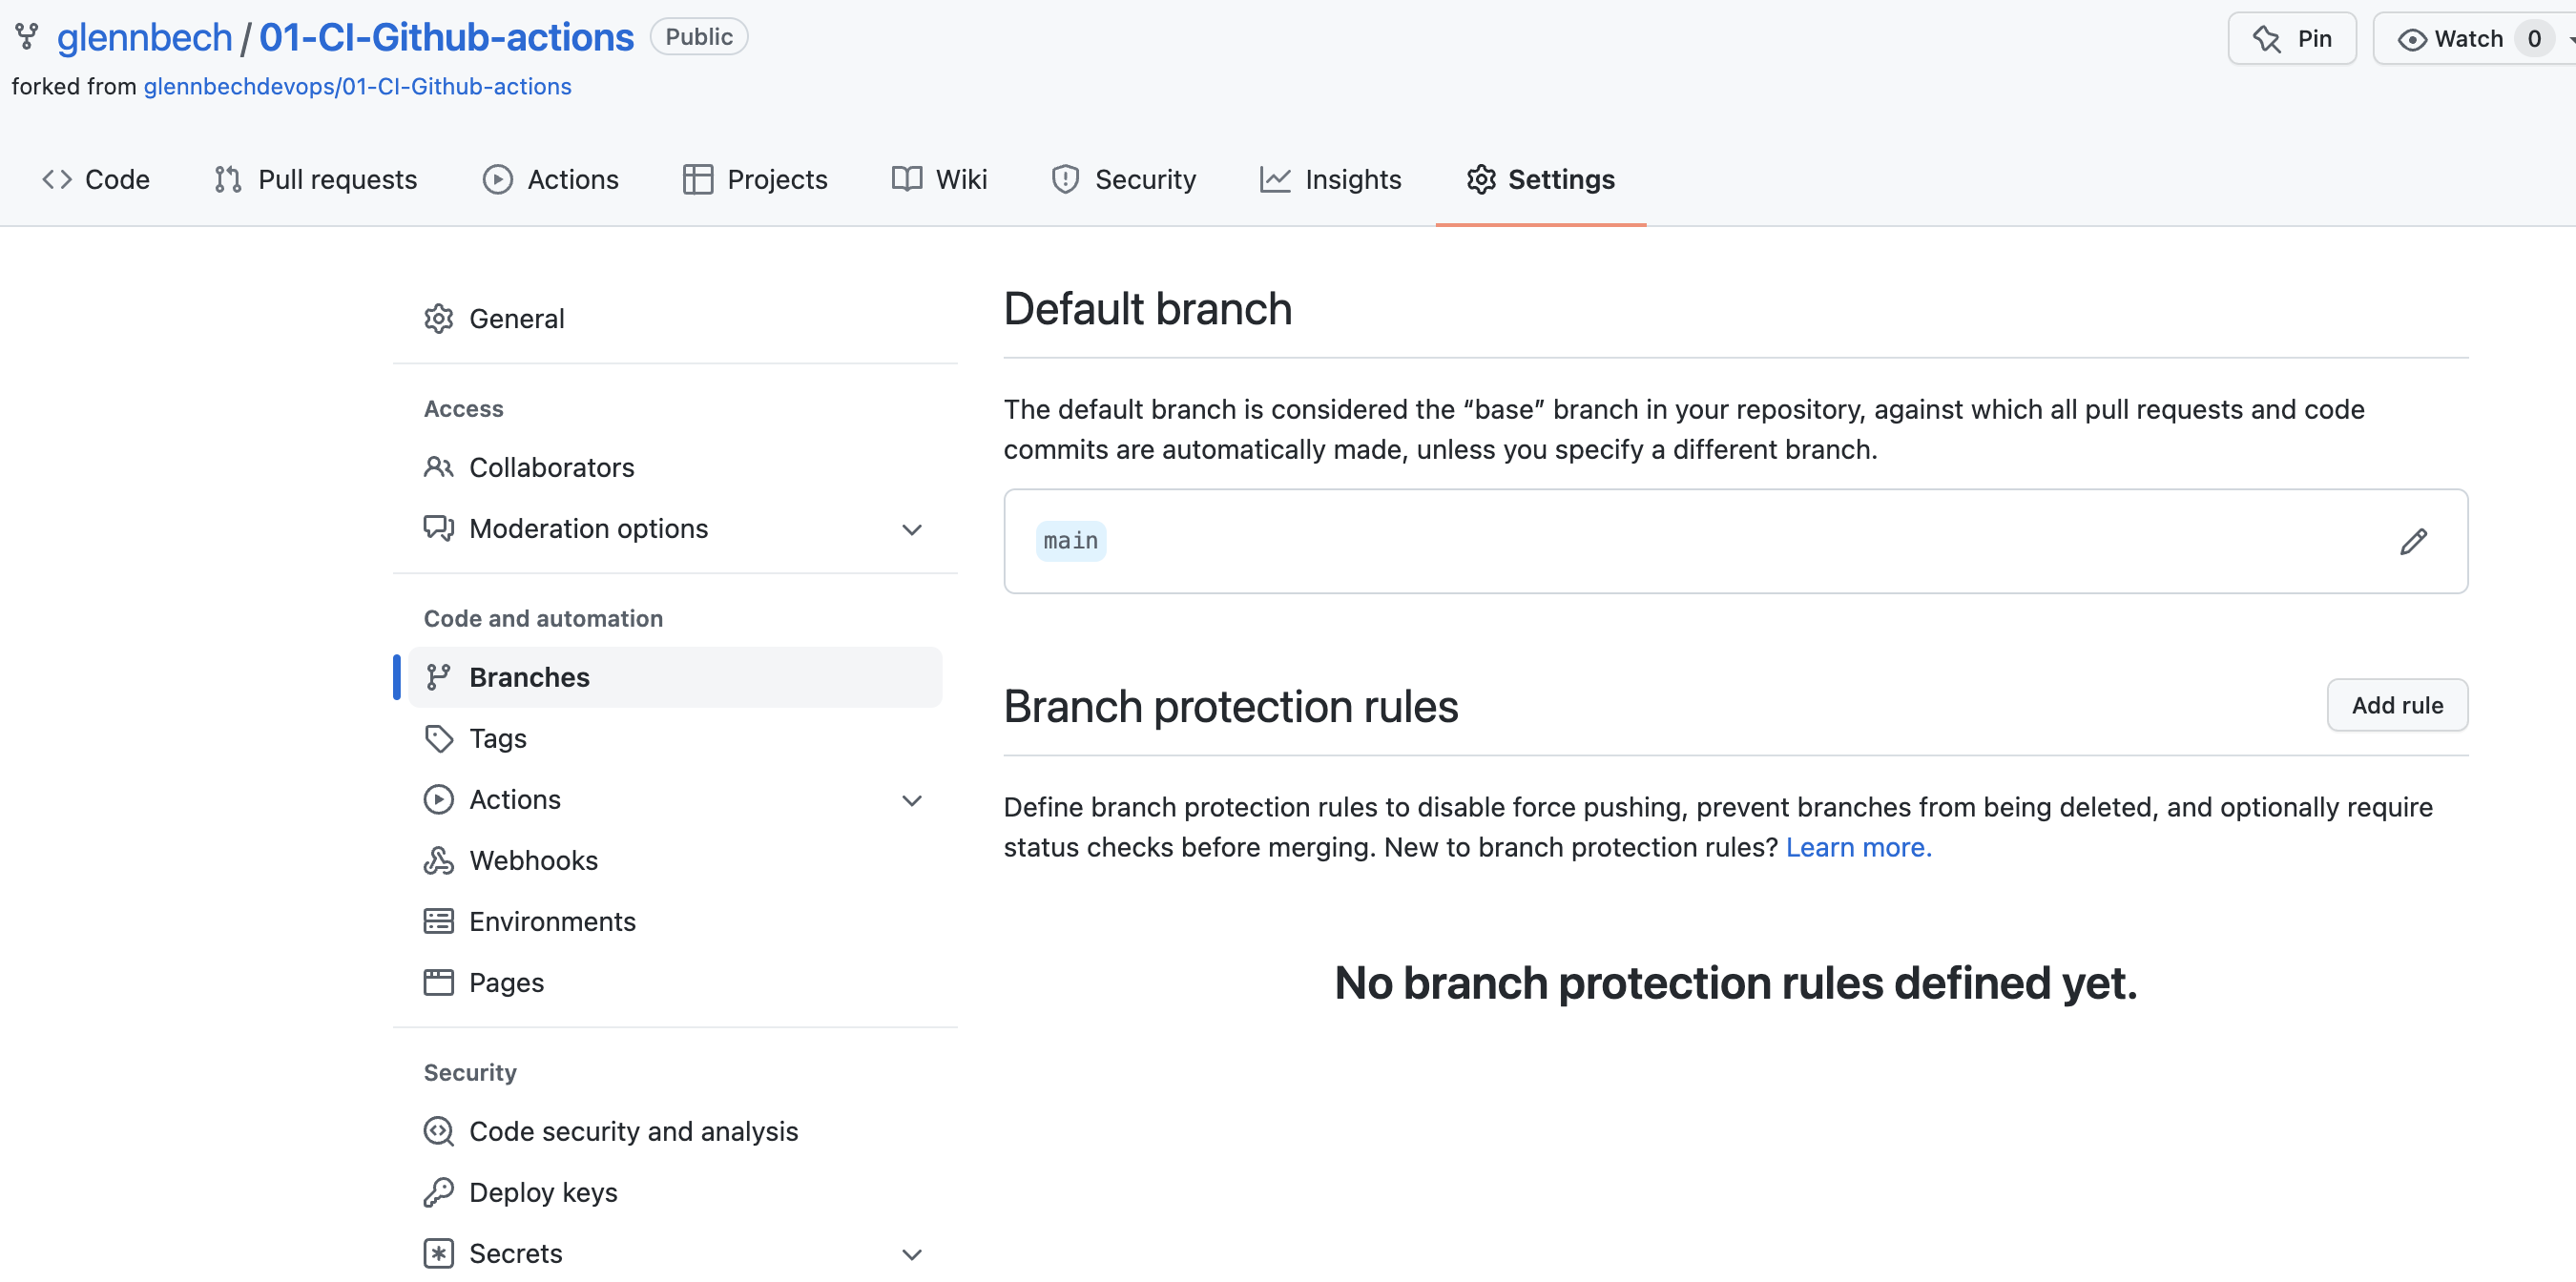 glennbech / 01-CI-Github-actions Public
Pin
Watch 0
forked from glennbechdevops/01-CI-Github-actions
Code
Pull requests
Actions
Projects
Wiki
Security
Insights
Settings
General
Access
Collaborators
Moderation options
Code and automation
Branches
Tags
Actions
Webhooks
Environments
Pages
Security
Code security and analysis
Deploy keys
Secrets
Default branch
The default branch is considered the “base” branch in your repository, against which all pull requests and code
commits are automatically made, unless you specify a different branch.
main
Branch protection rules
Add rule
Define branch protection rules to disable force pushing, prevent branches from being deleted, and optionally require
status checks before merging. New to branch protection rules? Learn more.
No branch protection rules defined yet.